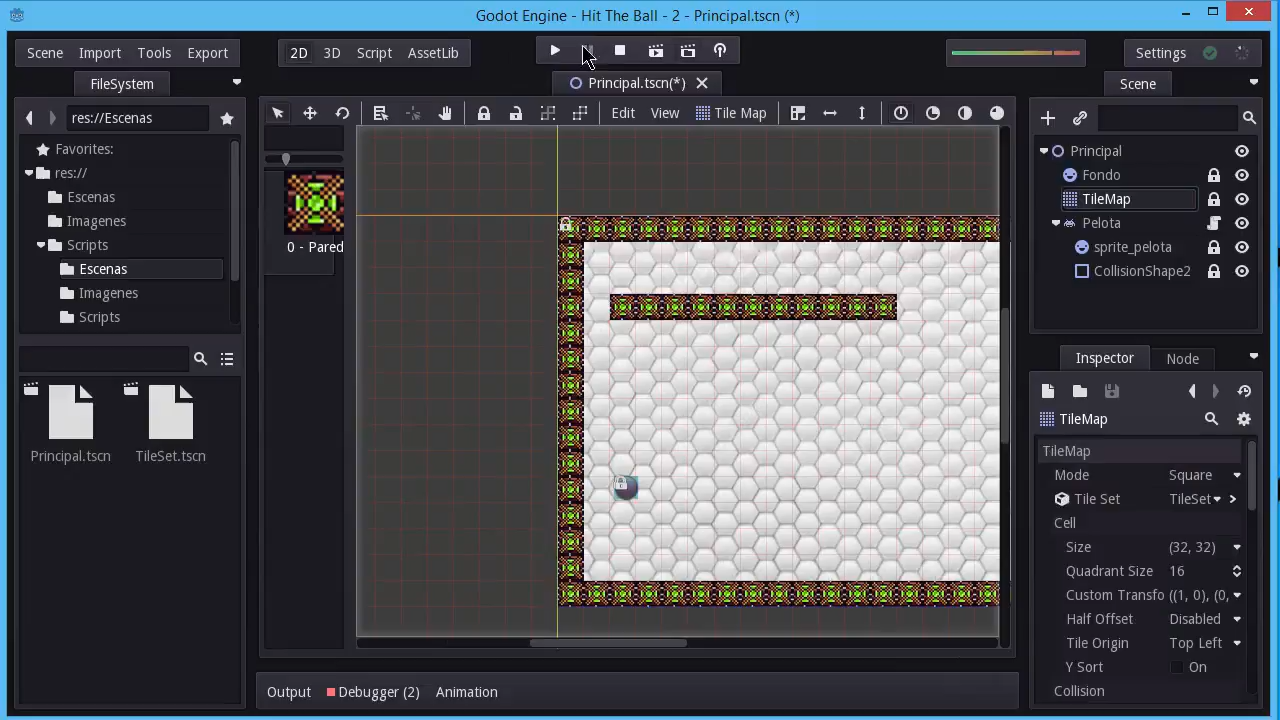 Godot Engine - Hit The Ball - 2 - Principal.tscn (*)
Scene Import Tools Export
2D 3D Script AssetLib
Settings
FileSystem
Principal.tscn(*)
Scene
res://Escenas
Edit View Tile Map
Favorites:
res://
Escenas
Imagenes
Scripts
Escenas
Imagenes
Scripts
0 - Pared
Principal
Fondo
TileMap
Pelota
sprite_pelota
CollisionShape2
Principal.tscn
TileSet.tscn
Inspector Node
TileMap
TileMap
Mode Square
Tile Set TileSet
Cell
Size (32, 32)
Quadrant Size 16
Custom Transfo ((1, 0), (0,
Half Offset Disabled
Tile Origin Top Left
Y Sort On
Collision
Output Debugger (2) Animation